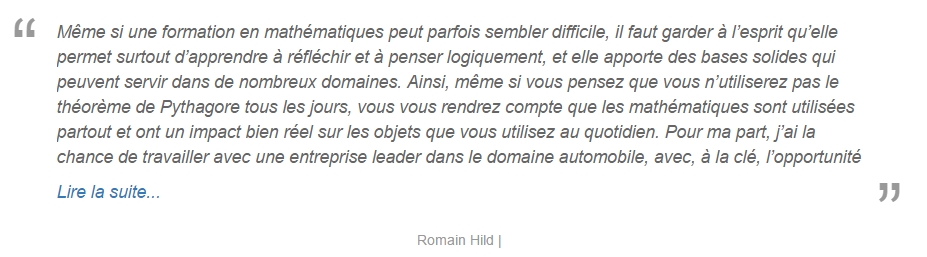 “ Même si une formation en mathématiques peut parfois sembler difficile, il faut garder à l’esprit qu’elle
permet surtout d’apprendre à réfléchir et à penser logiquement, et elle apporte des bases solides qui
peuvent servir dans de nombreux domaines. Ainsi, même si vous pensez que vous n’utiliserez pas le
théorème de Pythagore tous les jours, vous vous rendrez compte que les mathématiques sont utilisées
partout et ont un impact bien réel sur les objets que vous utilisez au quotidien. Pour ma part, j’ai la
chance de travailler avec une entreprise leader dans le domaine automobile, avec, à la clé, l’opportunité
Lire la suite... ”
Romain Hild |